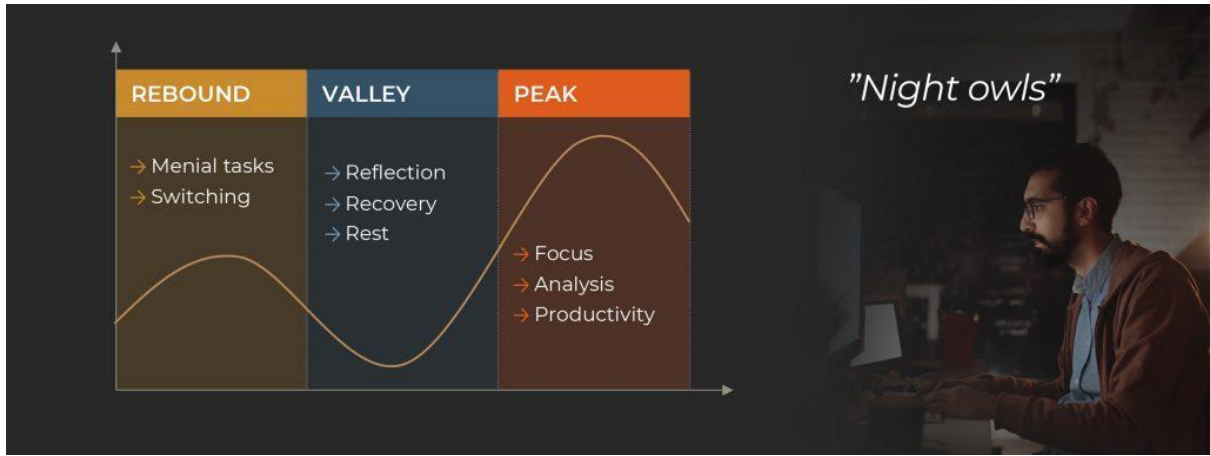 REBOUND
→ Menial tasks
→ Switching
VALLEY
→ Reflection
→ Recovery
→ Rest
PEAK
→ Focus
→ Analysis
→ Productivity
”Night owls”